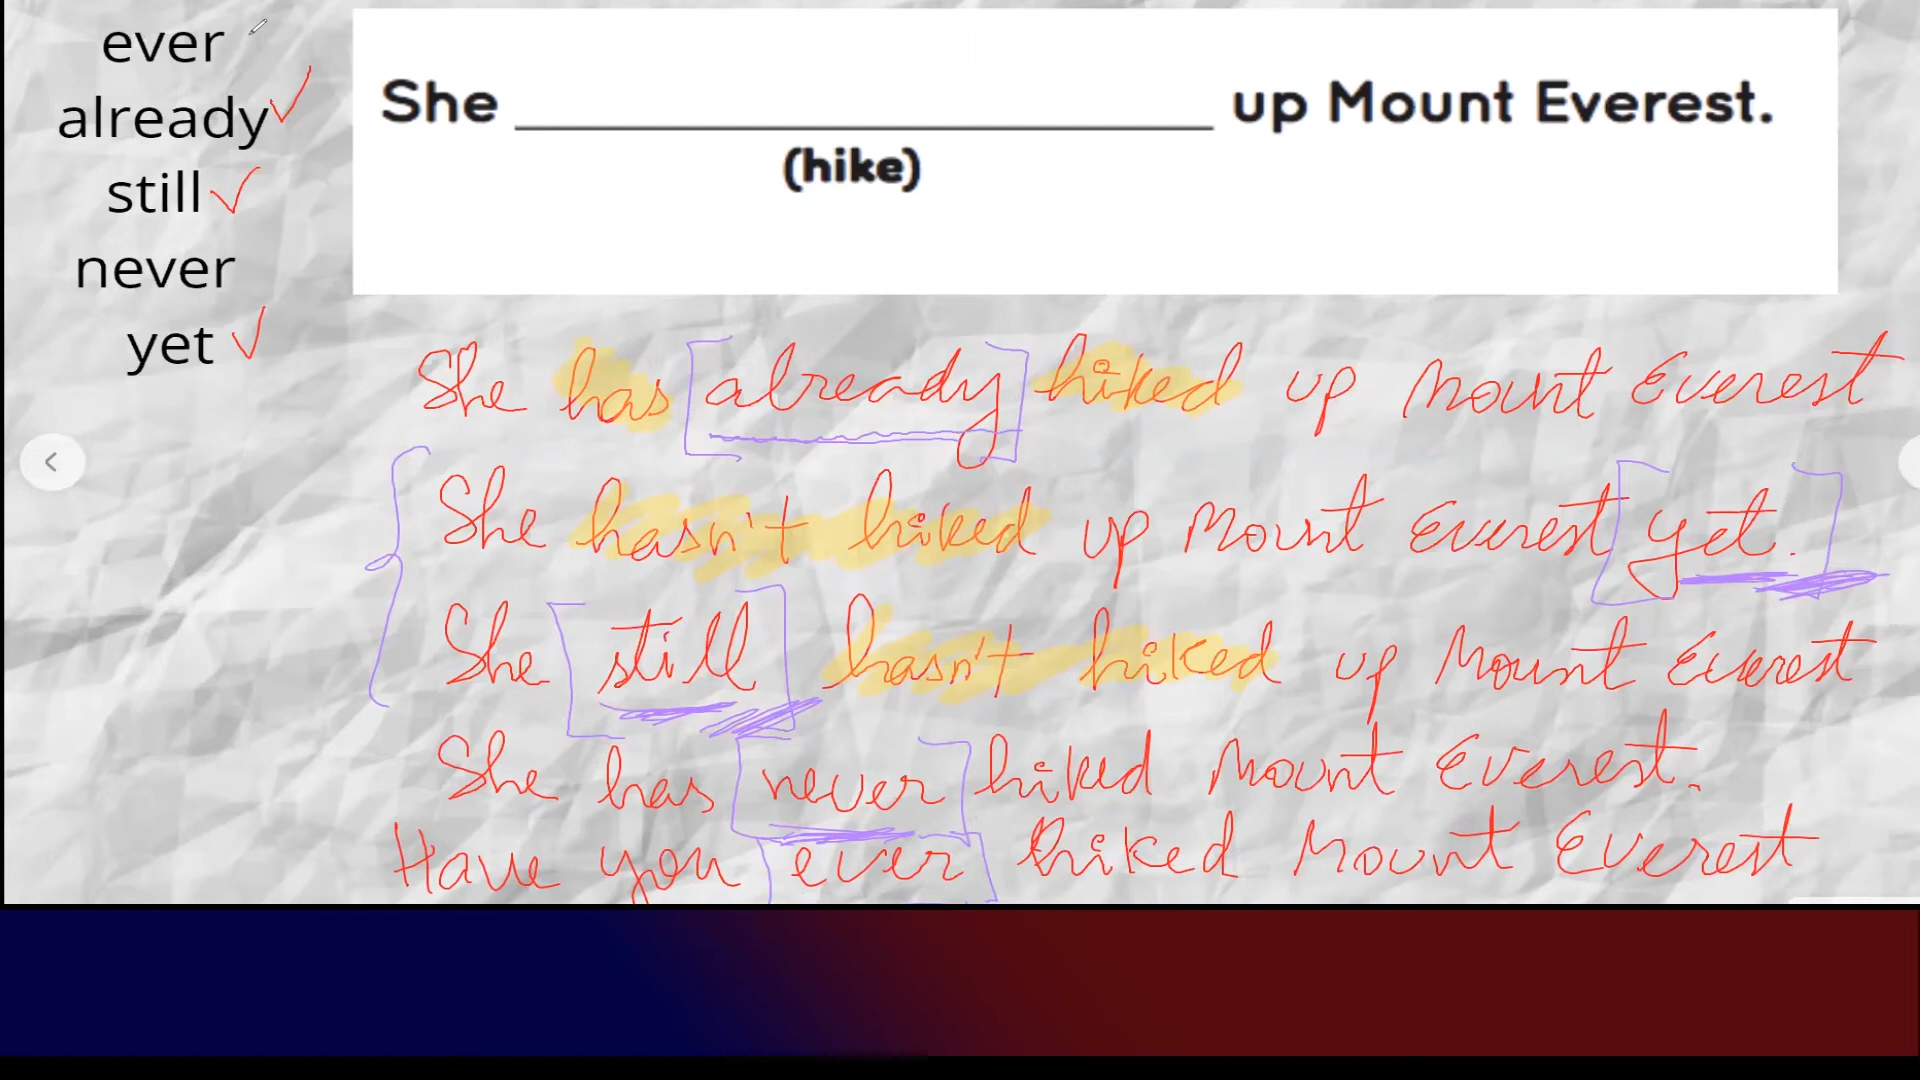 ever
already
still
never
yet
She ______ up Mount Everest.
(hike)
She has [already] hiked up Mount Everest
She hasn't hiked up Mount Everest [yet.]
She [still] hasn't hiked up Mount Everest
She has [never] hiked Mount Everest.
Have you [ever] hiked Mount Everest